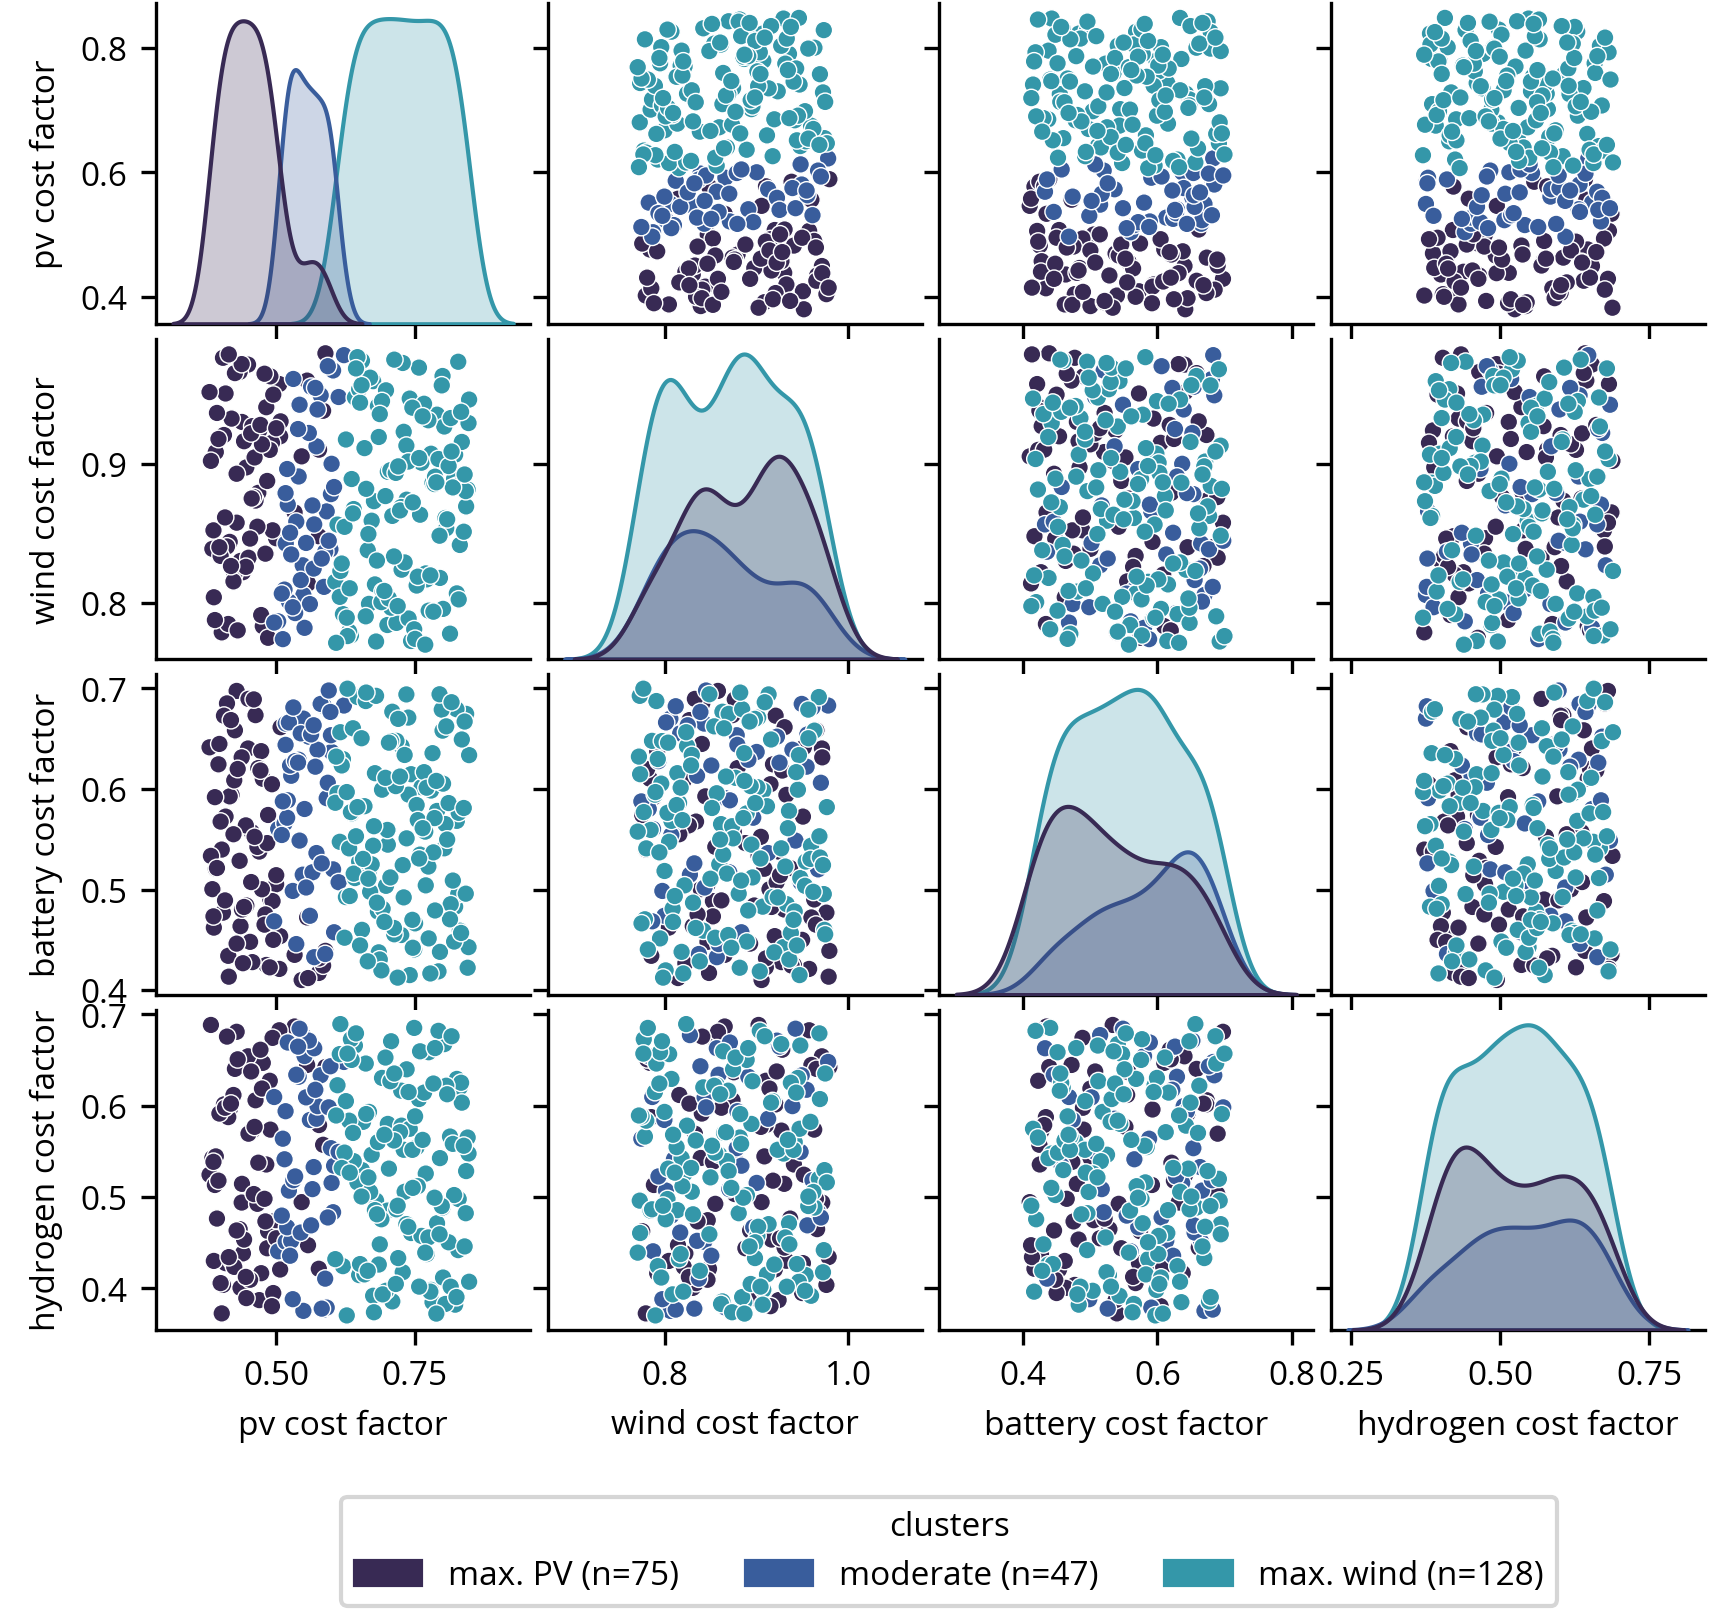 pv cost factor
0.8
0.6
0.4
wind cost factor
0.9
0.8
battery cost factor
0.7
0.6
0.5
0.4
hydrogen cost factor
0.7
0.6
0.5
0.4
0.50 0.75 0.8 1.0 0.4 0.6 0.8 0.25 0.50 0.75
pv cost factor wind cost factor battery cost factor hydrogen cost factor
clusters
max. PV (n=75) moderate (n=47) max. wind (n=128)